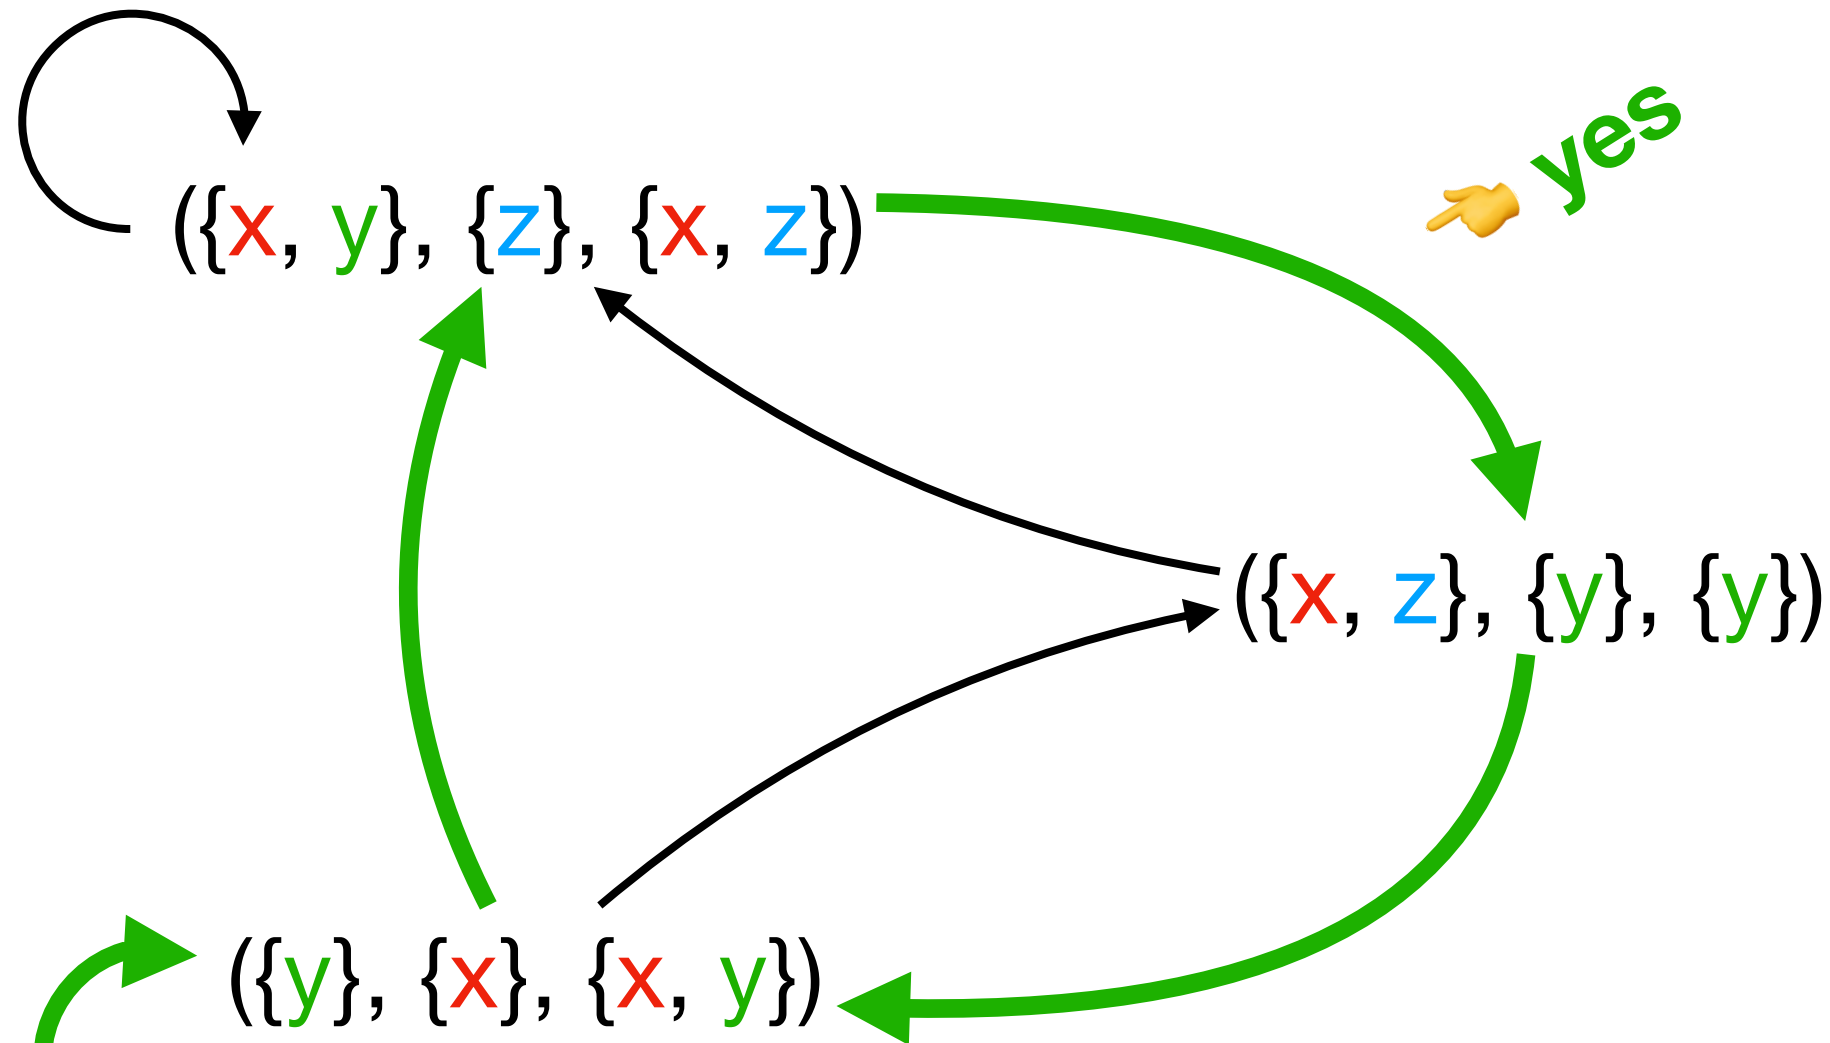 yes
({x, y}, {z}, {x, z})
({x, z}, {y}, {y})
({y}, {x}, {x, y})